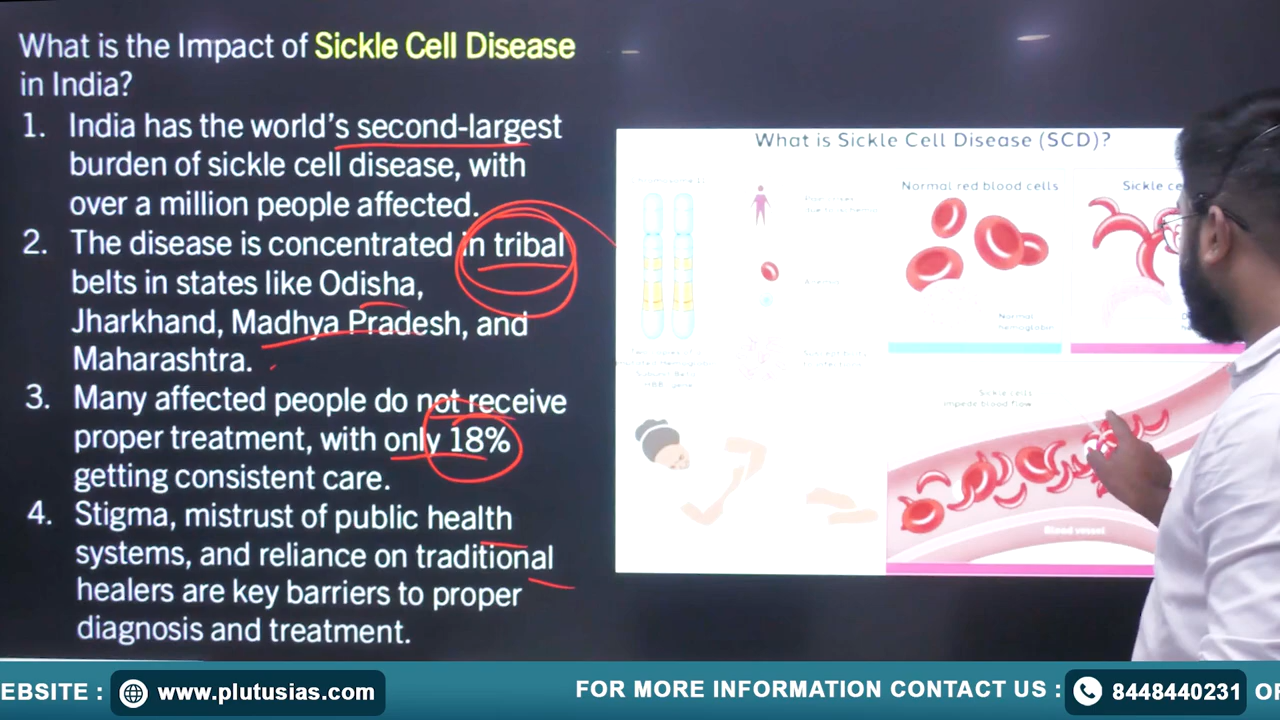 What is the Impact of Sickle Cell Disease
in India?
1. India has the world's second-largest
burden of sickle cell disease, with
over a million people affected.
2. The disease is concentrated in tribal
belts in states like Odisha,
Jharkhand, Madhya Pradesh, and
Maharashtra.
3. Many affected people do not receive
proper treatment, with only 18%
getting consistent care.
4. Stigma, mistrust of public health
systems, and reliance on traditional
healers are key barriers to proper
diagnosis and treatment.
What is Sickle Cell Disease (SCD)?
Normal red blood cells
Sickle
Anemia
Normal
hemoglobin
Sickle cells
impede blood flow
Blood vessel
EBSITE : www.plutusias.com
FOR MORE INFORMATION CONTACT US : 8448440231